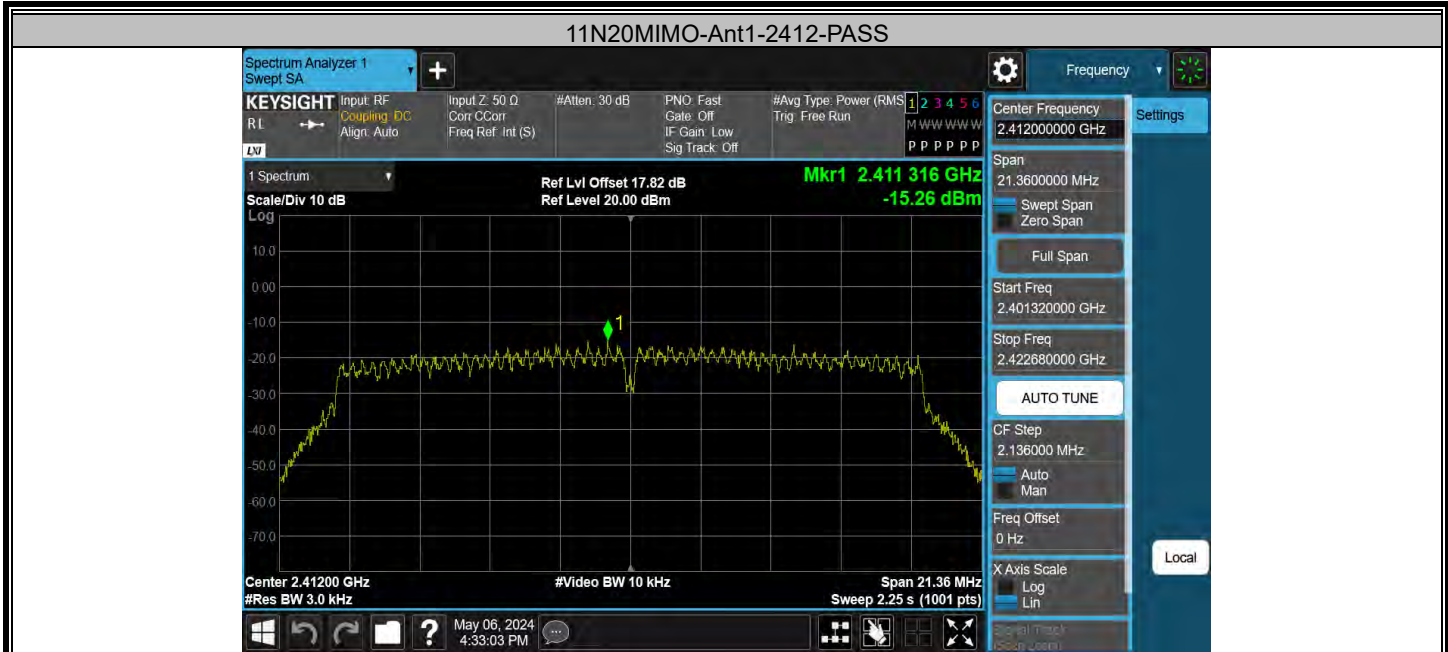 11N20MIMO-Ant1-2412-PASS
Spectrum Analyzer 1
Swept SA
Frequency
KEYSIGHT
RL
LXI
Input: RF
Coupling: DC
Align: Auto
Input Z: 50 Ω
Corr CCorr
Freq Ref: Int (S)
#Atten: 30 dB
PNO: Fast
Gate: Off
IF Gain: Low
Sig Track: Off
#Avg Type: Power (RMS
Trig: Free Run
1 2 3 4 5 6
M W W W W W
P P P P P P
1 Spectrum
Scale/Div 10 dB
Log
Ref Lvl Offset 17.82 dB
Ref Level 20.00 dBm
Mkr1 2.411 316 GHz
-15.26 dBm
10.0
0.00
-10.0
-20.0
-30.0
-40.0
-50.0
-60.0
-70.0
1
Center 2.41200 GHz
#Res BW 3.0 kHz
#Video BW 10 kHz
Span 21.36 MHz
Sweep 2.25 s (1001 pts)
?
May 06, 2024
4:33:03 PM
Center Frequency
2.412000000 GHz
Span
21.3600000 MHz
Swept Span
Zero Span
Full Span
Start Freq
2.401320000 GHz
Stop Freq
2.422680000 GHz
AUTO TUNE
CF Step
2.136000 MHz
Auto
Man
Freq Offset
0 Hz
X Axis Scale
Log
Lin
Signal Track
(Span Zoom)
Settings
Local